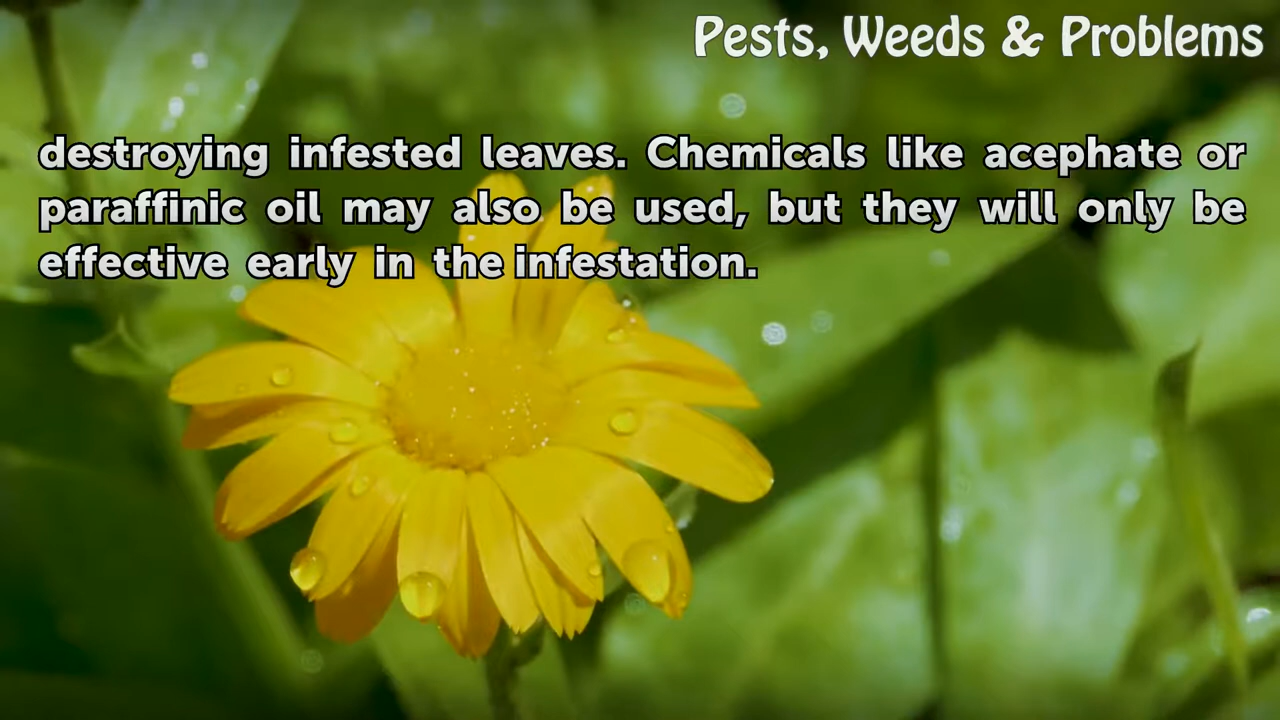 Pests, Weeds & Problems
destroying infested leaves. Chemicals like acephate or
paraffinic oil may also be used, but they will only be
effective early in the infestation.